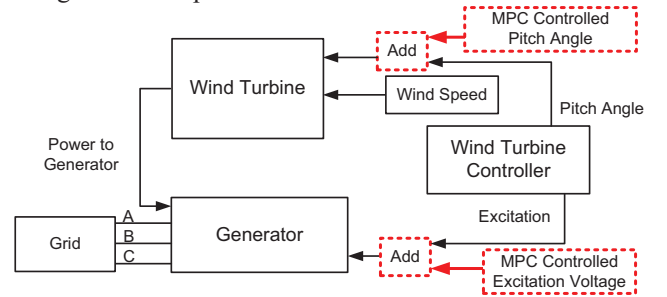 MPC Controlled
Pitch Angle
Add
Wind Turbine
Wind Speed
Pitch Angle
Power to
Generator
Wind Turbine
Controller
Excitation
A
B
C
Grid
Generator
Add
MPC Controlled
Excitation Voltage